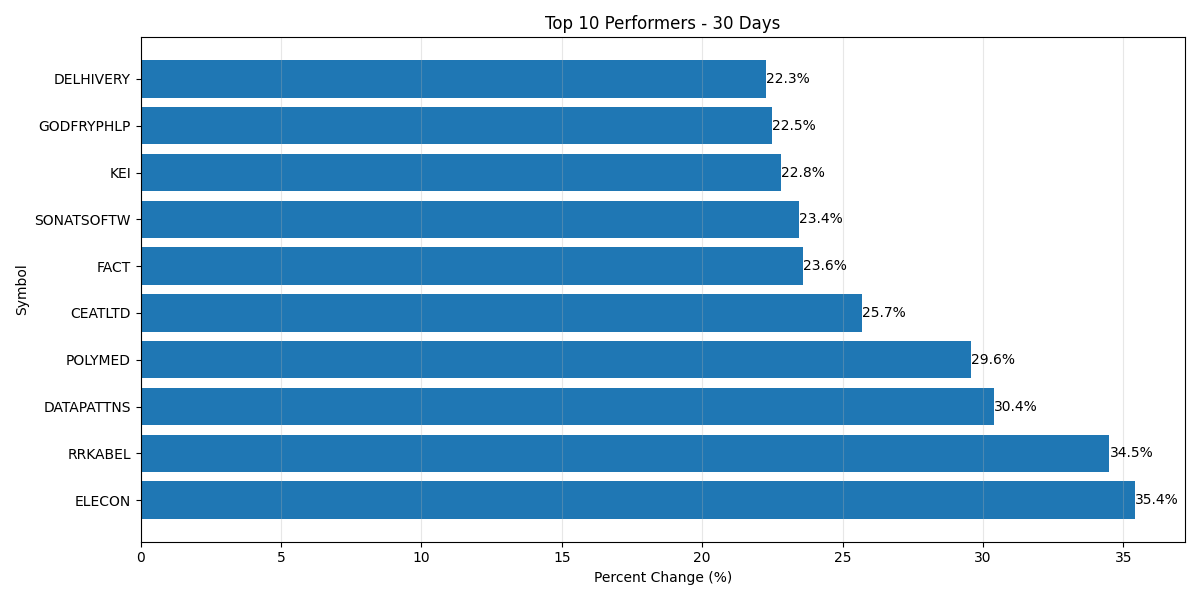 Top 10 Performers - 30 Days
Symbol
DELHIVERY 22.3%
GODFRYPHLP 22.5%
KEI 22.8%
SONATSOFTW 23.4%
FACT 23.6%
CEATLTD 25.7%
POLYMED 29.6%
DATAPATTNS 30.4%
RRKABEL 34.5%
ELECON 35.4%
0 5 10 15 20 25 30 35
Percent Change (%)